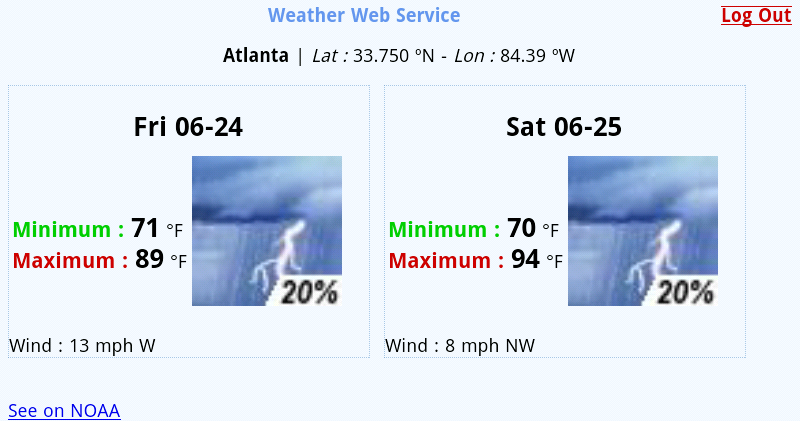 Weather Web Service
Log Out
Atlanta | Lat : 33.750 ºN - Lon : 84.39 ºW
Fri 06-24
Minimum : 71 °F
Maximum : 89 °F
20%
Wind : 13 mph W
Sat 06-25
Minimum : 70 °F
Maximum : 94 °F
20%
Wind : 8 mph NW
See on NOAA